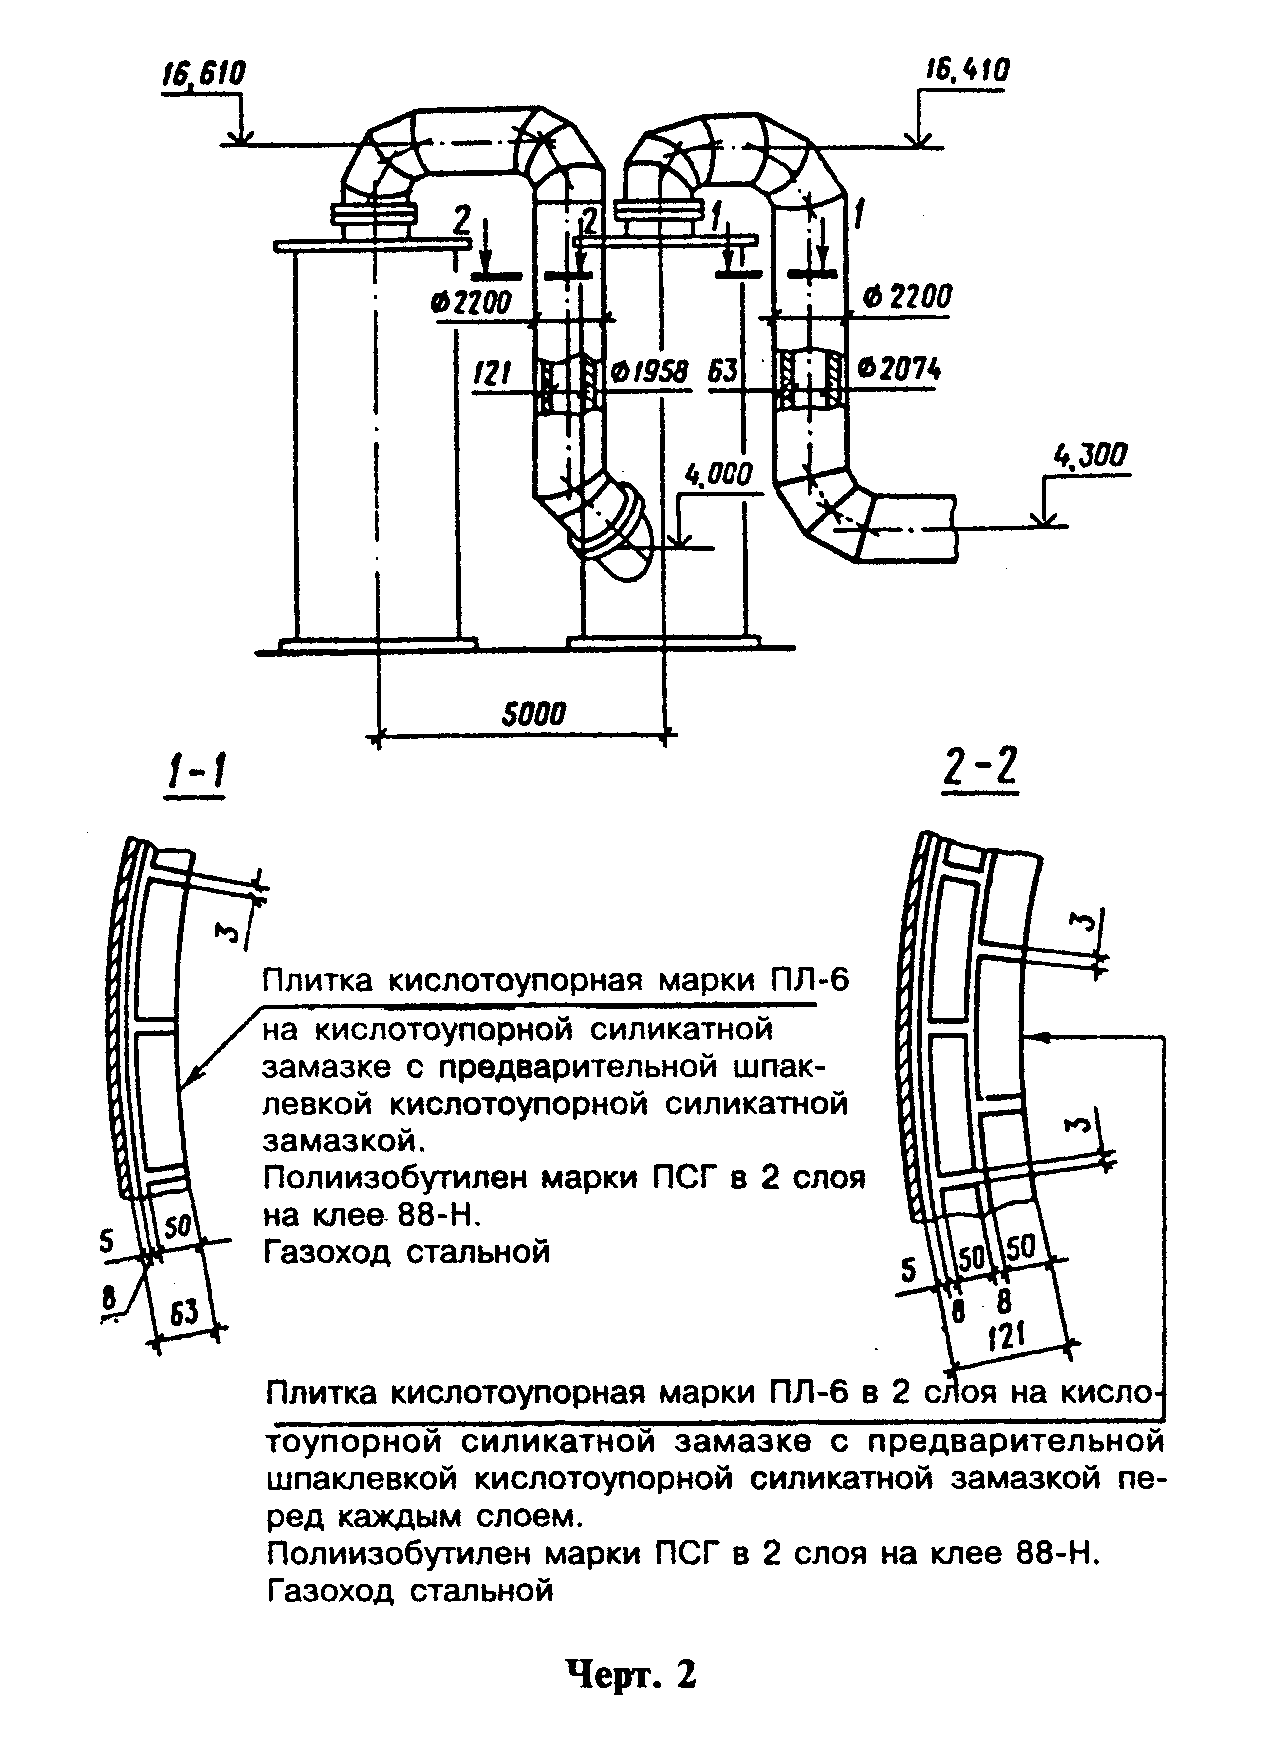 16,610
16,410
2
2
1
1
ϕ2200
ϕ2200
121
ϕ1958
63
ϕ2074
4,000
4,300
5000
1-1
2-2
3
3
Плитка кислотоупорная марки ПЛ-6
на кислотоупорной силикатной
замазке с предварительной шпак-
левкой кислотоупорной силикатной
замазкой.
Полиизобутилен марки ПСГ в 2 слоя
на клее 88-Н.
Газоход стальной
3
5
50
8
63
5
50
50
8
8
121
Плитка кислотоупорная марки ПЛ-6 в 2 слоя на кисло-
тоупорной силикатной замазке с предварительной
шпаклевкой кислотоупорной силикатной замазкой пе-
ред каждым слоем.
Полиизобутилен марки ПСГ в 2 слоя на клее 88-Н.
Газоход стальной
Черт. 2